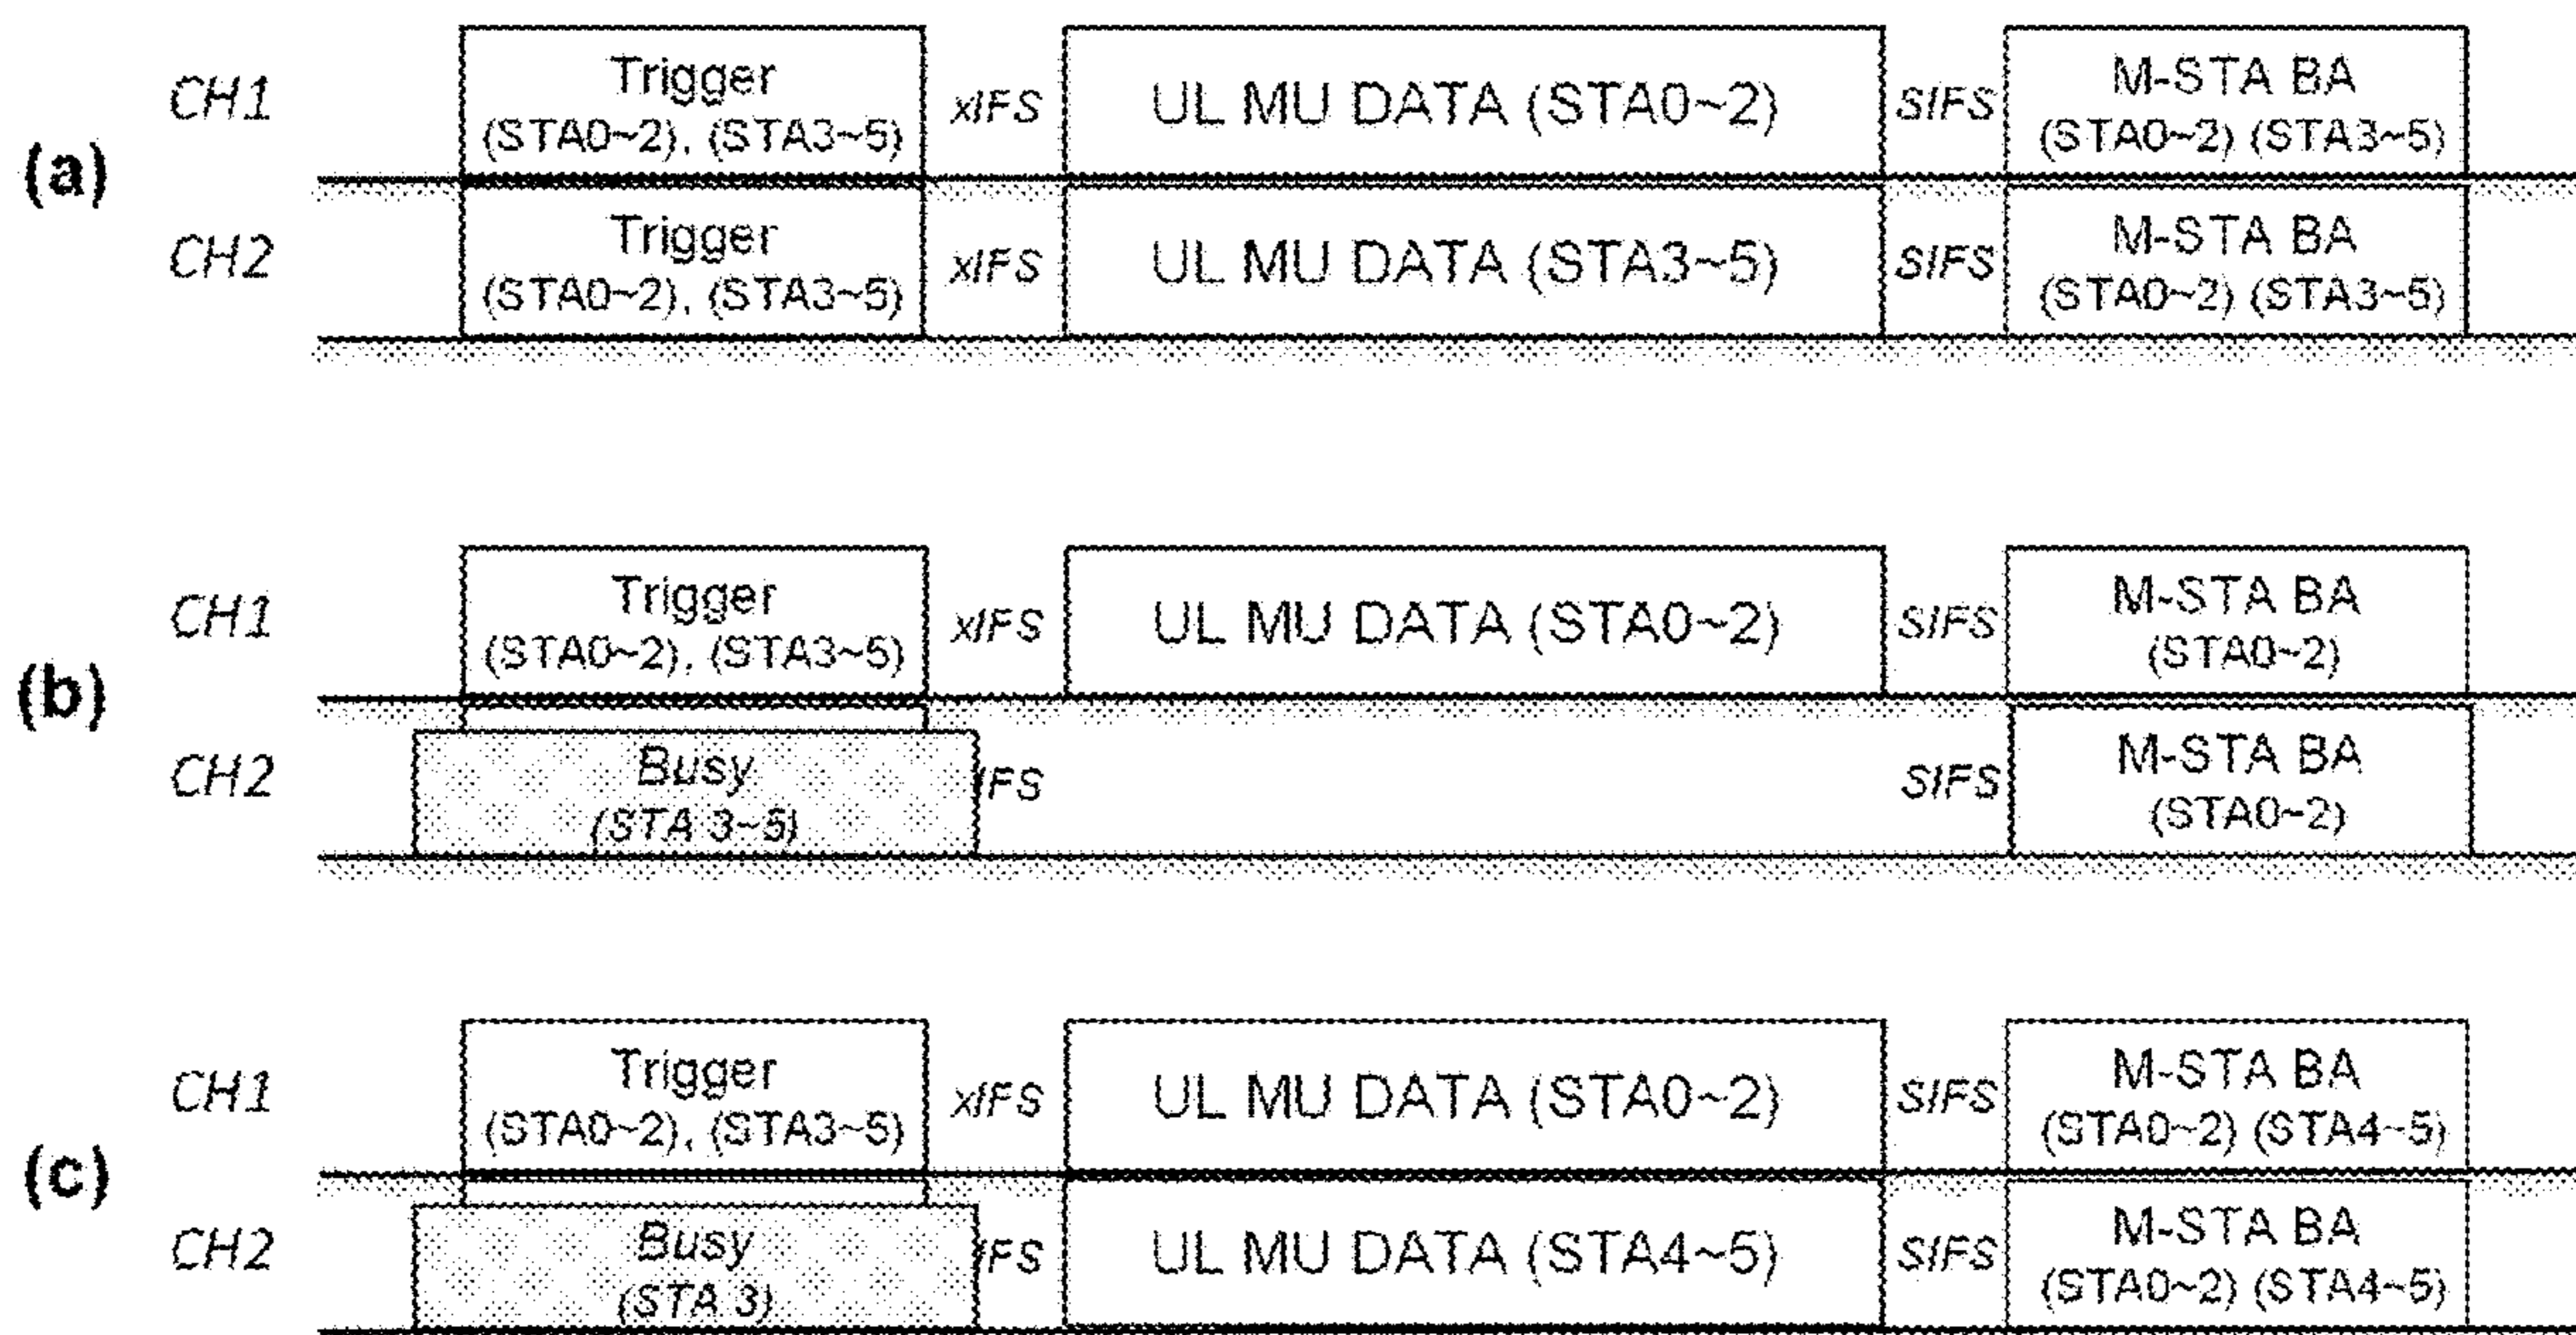 CH1 Trigger xIFS UL MU DATA (STA0~2) SIFS M-STA BA
(STA0~2), (STA3~5) (STA0~2) (STA3~5)
(a)
CH2 Trigger xIFS UL MU DATA (STA3~5) SIFS M-STA BA
(STA0~2), (STA3~5) (STA0~2) (STA3~5)
CH1 Trigger xIFS UL MU DATA (STA0~2) SIFS M-STA BA
(STA0~2), (STA3~5) (STA0~2)
(b)
CH2 Busy IFS SIFS M-STA BA
(STA 3~5) (STA0~2)
CH1 Trigger xIFS UL MU DATA (STA0~2) SIFS M-STA BA
(STA0~2), (STA3~5) (STA0~2) (STA4~5)
(c)
CH2 Busy IFS UL MU DATA (STA4~5) SIFS M-STA BA
(STA 3) (STA0~2) (STA4~5)